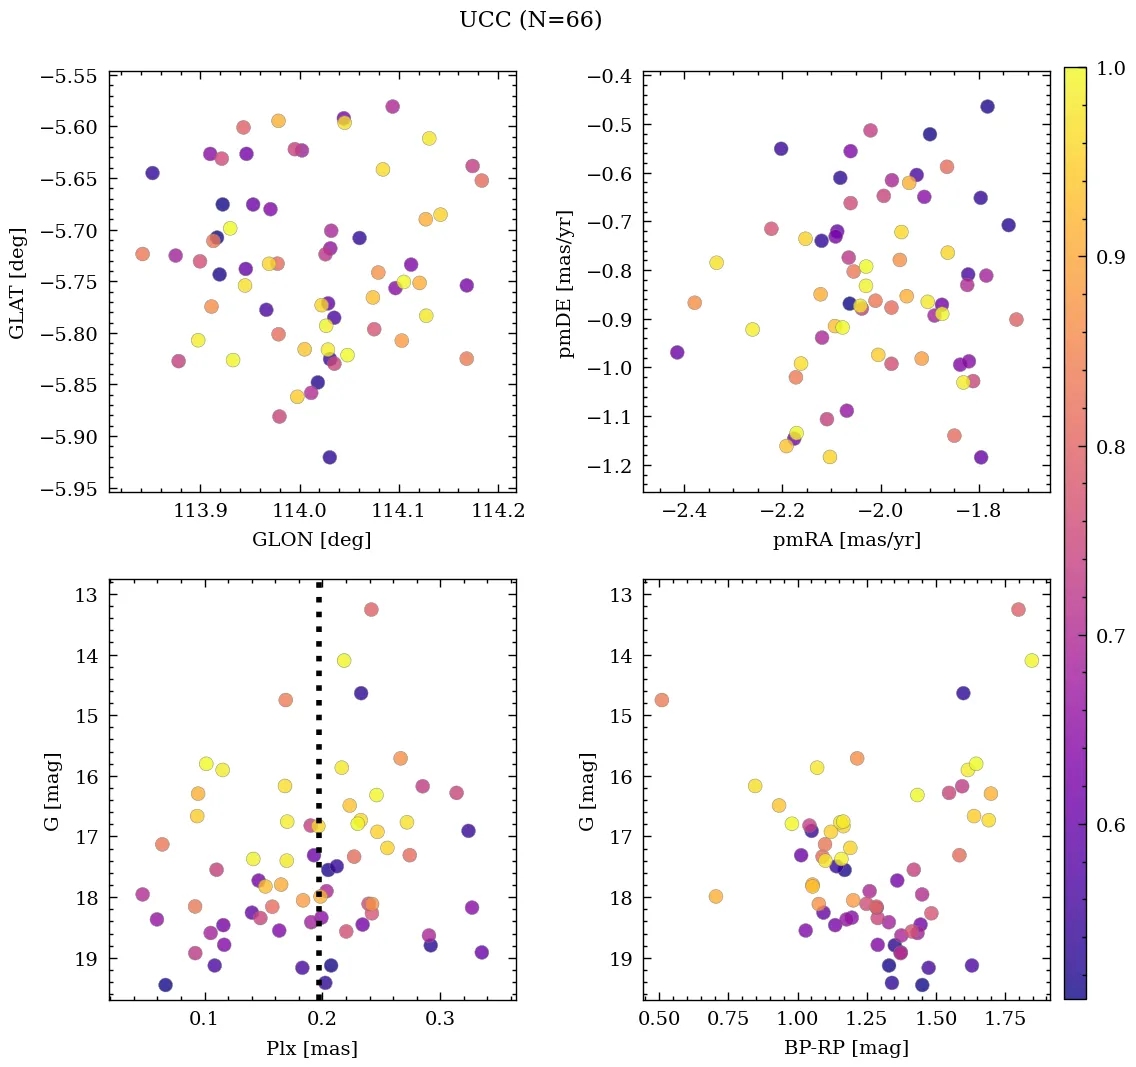 UCC (N=66)
−5.55
−5.60
−5.65
−5.70
−5.75
−5.80
−5.85
−5.90
−5.95
GLAT [deg]
113.9 114.0 114.1 114.2
GLON [deg]
−0.4
−0.5
−0.6
−0.7
−0.8
−0.9
−1.0
−1.1
−1.2
pmDE [mas/yr]
−2.4 −2.2 −2.0 −1.8
pmRA [mas/yr]
1.0
0.9
0.8
0.7
0.6
13
14
15
16
17
18
19
G [mag]
0.1 0.2 0.3
Plx [mas]
13
14
15
16
17
18
19
G [mag]
0.50 0.75 1.00 1.25 1.50 1.75
BP-RP [mag]